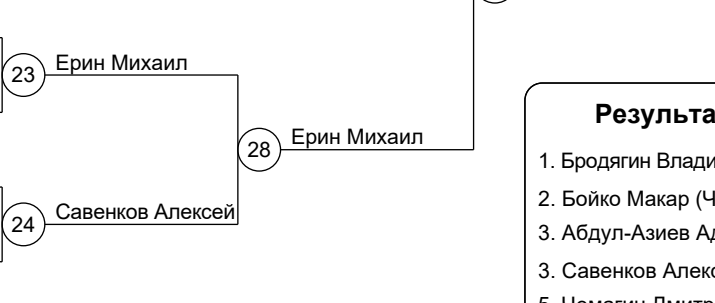 23
Ерин Михаил
28
Ерин Михаил
24
Савенков Алексей
Результа
1. Бродягин Влади
2. Бойко Макар (Ч
3. Абдул-Азиев Ад
3. Савенков Алекс